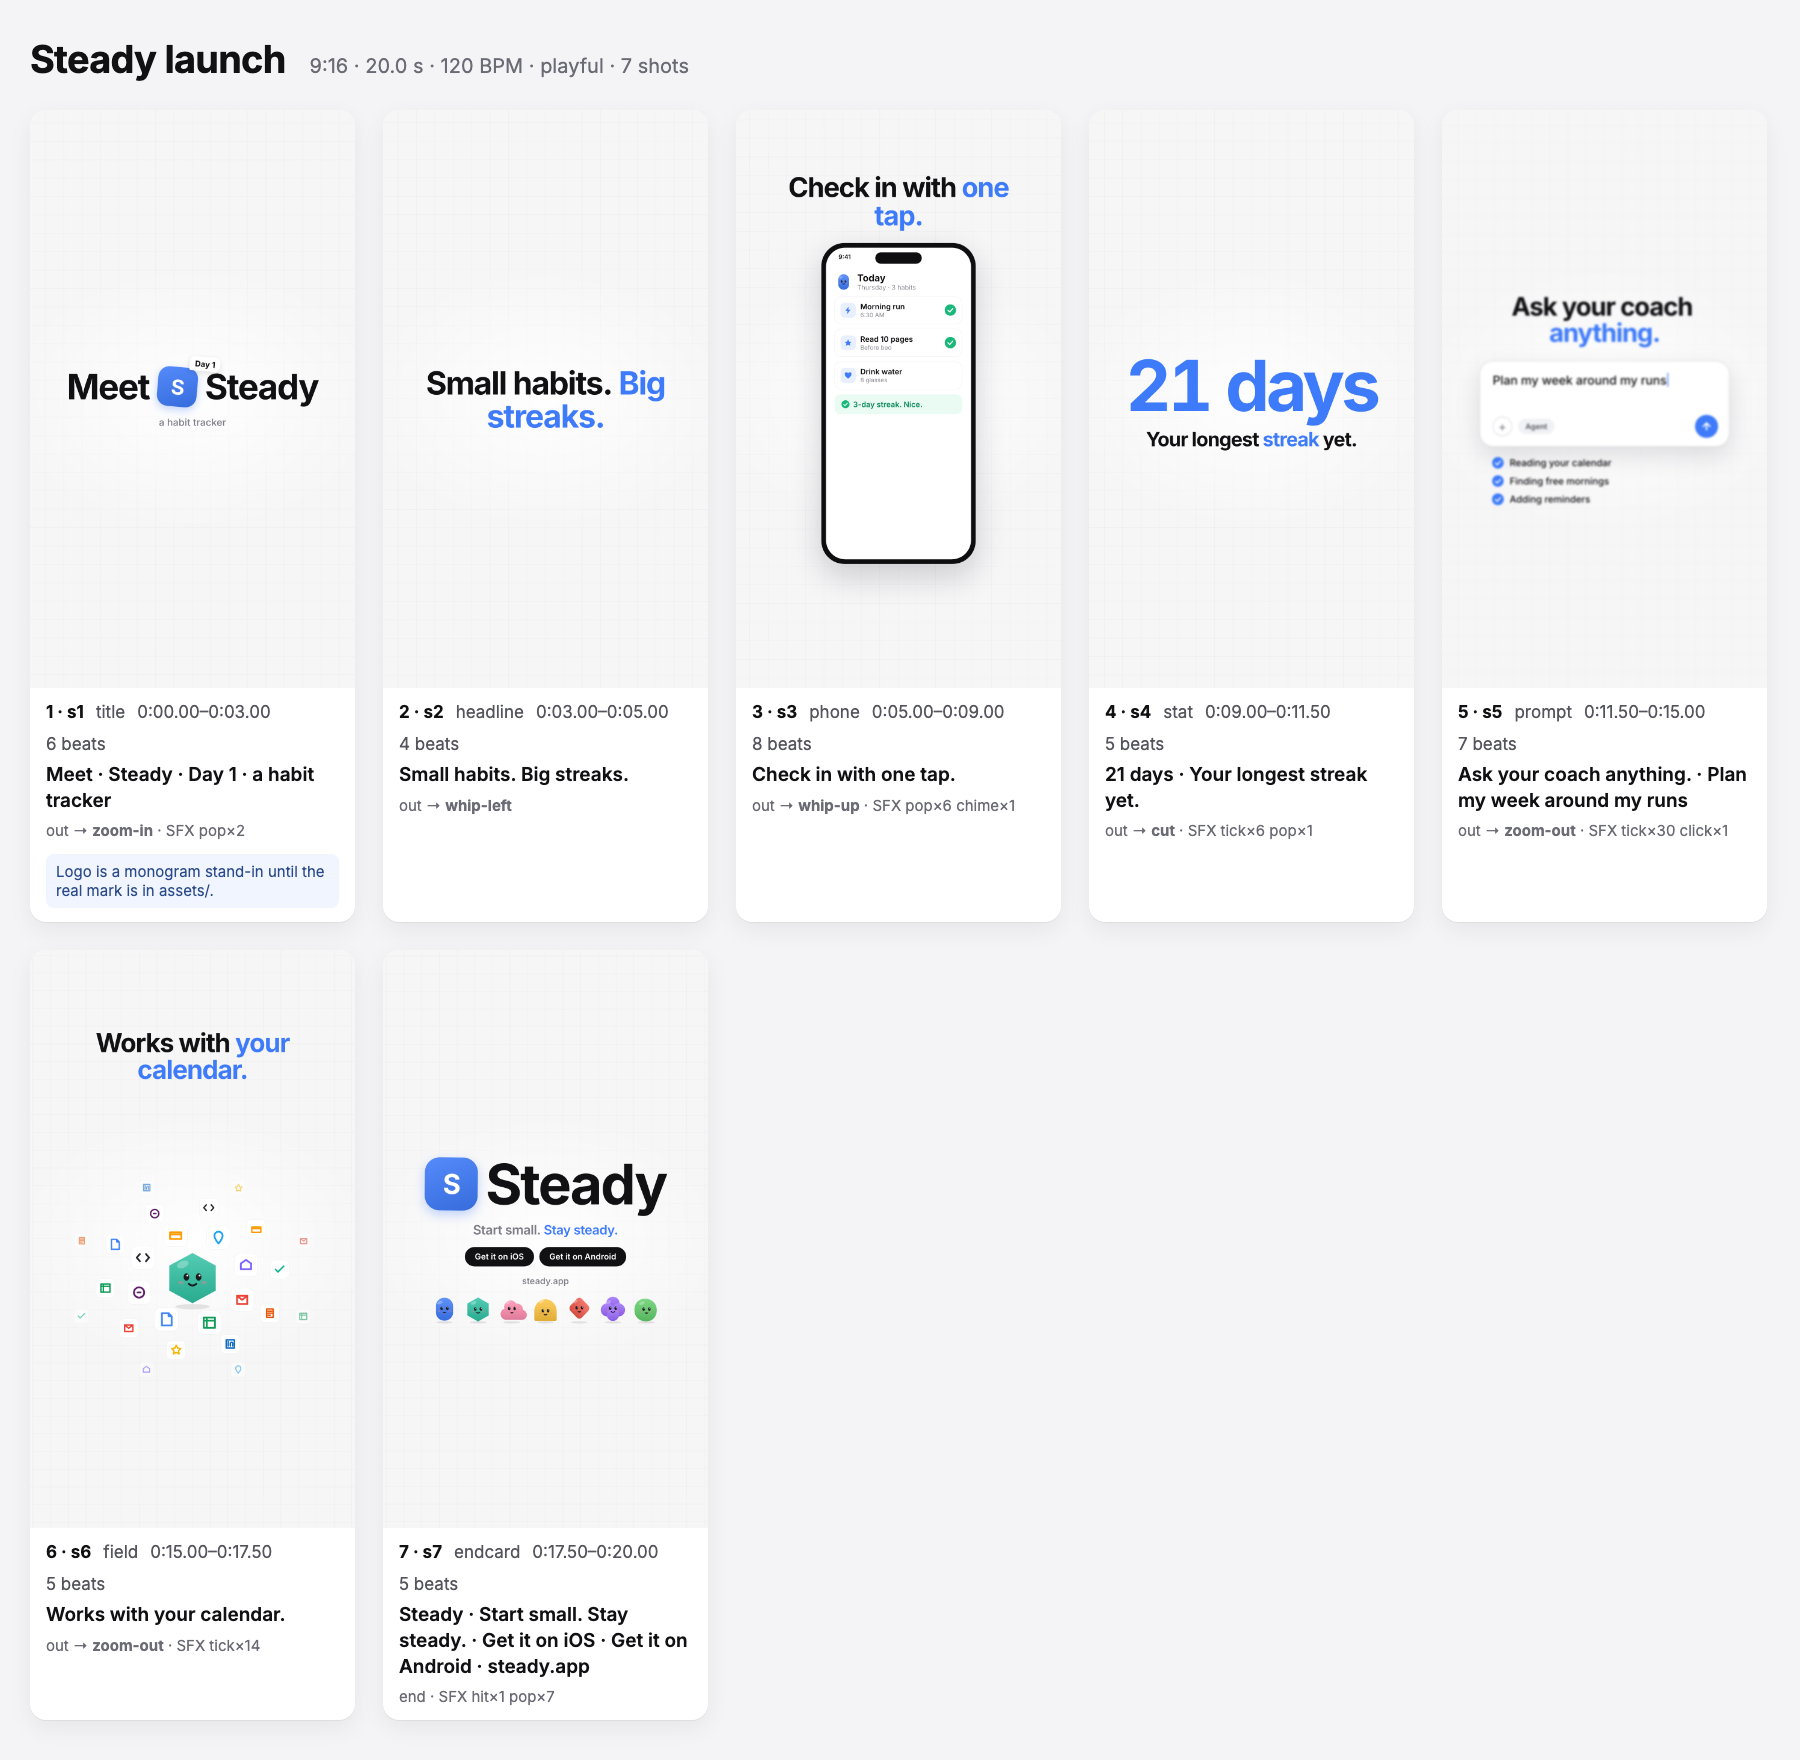 Steady launch 9:16 · 20.0 s · 120 BPM · playful · 7 shots
Day 1
Meet S Steady
a habit tracker
1 · s1 title 0:00.00–0:03.00
6 beats
Meet · Steady · Day 1 · a habit
tracker
out → zoom-in · SFX pop×2
Logo is a monogram stand-in until the
real mark is in assets/.
Small habits. Big
streaks.
2 · s2 headline 0:03.00–0:05.00
4 beats
Small habits. Big streaks.
out → whip-left
Check in with one
tap.
9:41
Today
Thursday · 3 habits
Morning run
6:30 AM
Read 10 pages
Before bed
Drink water
8 glasses
3-day streak. Nice.
3 · s3 phone 0:05.00–0:09.00
8 beats
Check in with one tap.
out → whip-up · SFX pop×6 chime×1
21 days
Your longest streak yet.
4 · s4 stat 0:09.00–0:11.50
5 beats
21 days · Your longest streak
yet.
out → cut · SFX tick×6 pop×1
Ask your coach
anything.
Plan my week around my runs
+ Agent
Reading your calendar
Finding free mornings
Adding reminders
5 · s5 prompt 0:11.50–0:15.00
7 beats
Ask your coach anything. · Plan
my week around my runs
out → zoom-out · SFX tick×30 click×1
Works with your
calendar.
6 · s6 field 0:15.00–0:17.50
5 beats
Works with your calendar.
out → zoom-out · SFX tick×14
S Steady
Start small. Stay steady.
Get it on iOS Get it on Android
steady.app
7 · s7 endcard 0:17.50–0:20.00
5 beats
Steady · Start small. Stay
steady. · Get it on iOS · Get it on
Android · steady.app
end · SFX hit×1 pop×7